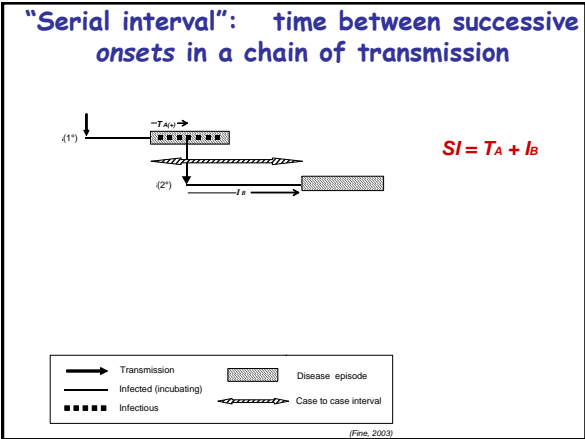 “Serial interval”: time between successive
onsets in a chain of transmission
TA(+)
(1°)
SI = TA + IB
(2°)
IB
Transmission
Infected (incubating)
Infectious
Disease episode
Case to case interval
(Fine, 2003)